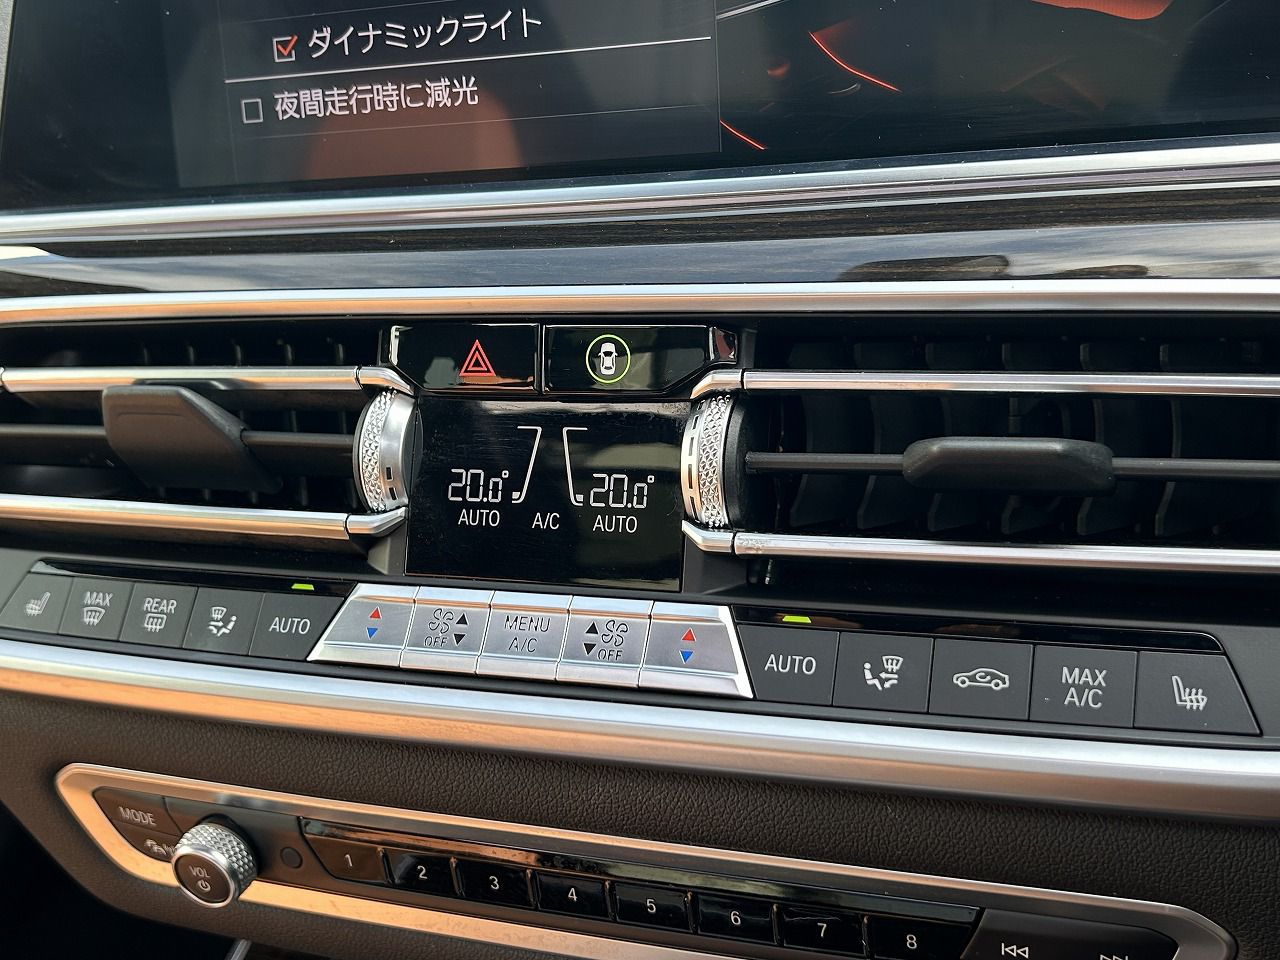 ダイナミックライト
夜間走行時に減光
20.0°
20.0°
AUTO A/C AUTO
MAX
REAR
AUTO
OFF
MENU
A/C
OFF
AUTO
MAX
A/C
MODE
VOL
1 2 3 4 5 6 7 8